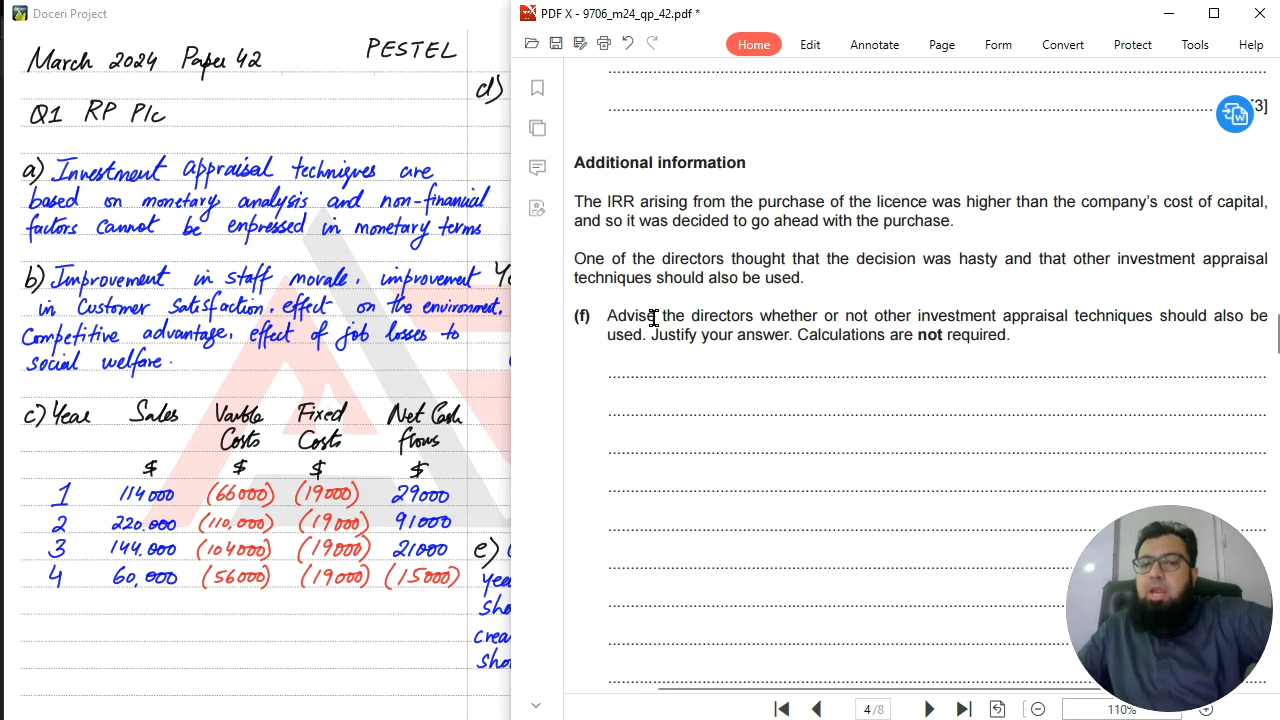 Doceri Project
March 2024 Paper 42 PESTEL
Q1 RP Plc
a) Investment appraisal techniques are
based on monetary analysis and non-financial
factors cannot be enpressed in monetary terms
b) Improvement in staff morale, improvement
in Customer Satisfaction, effect on the environment,
Competitive advantage, effect of job losses to
social welfare.
c) Year Sales Varble Costs Fixed Costs Net Cash flows
$ $ $ $
1 114000 (66000) (19000) 29000
2 220.000 (110,000) (19000) 91000
3 144.000 (104000) (19000) 21000
4 60,000 (56000) (19000) (15000)
d)
e)
sho
crea
sho
PDF X - 9706_m24_qp_42.pdf *
Home Edit Annotate Page Form Convert Protect Tools Help
3]
Additional information
The IRR arising from the purchase of the licence was higher than the company's cost of capital,
and so it was decided to go ahead with the purchase.
One of the directors thought that the decision was hasty and that other investment appraisal
techniques should also be used.
(f) Advise the directors whether or not other investment appraisal techniques should also be
used. Justify your answer. Calculations are not required.
4/8
110%